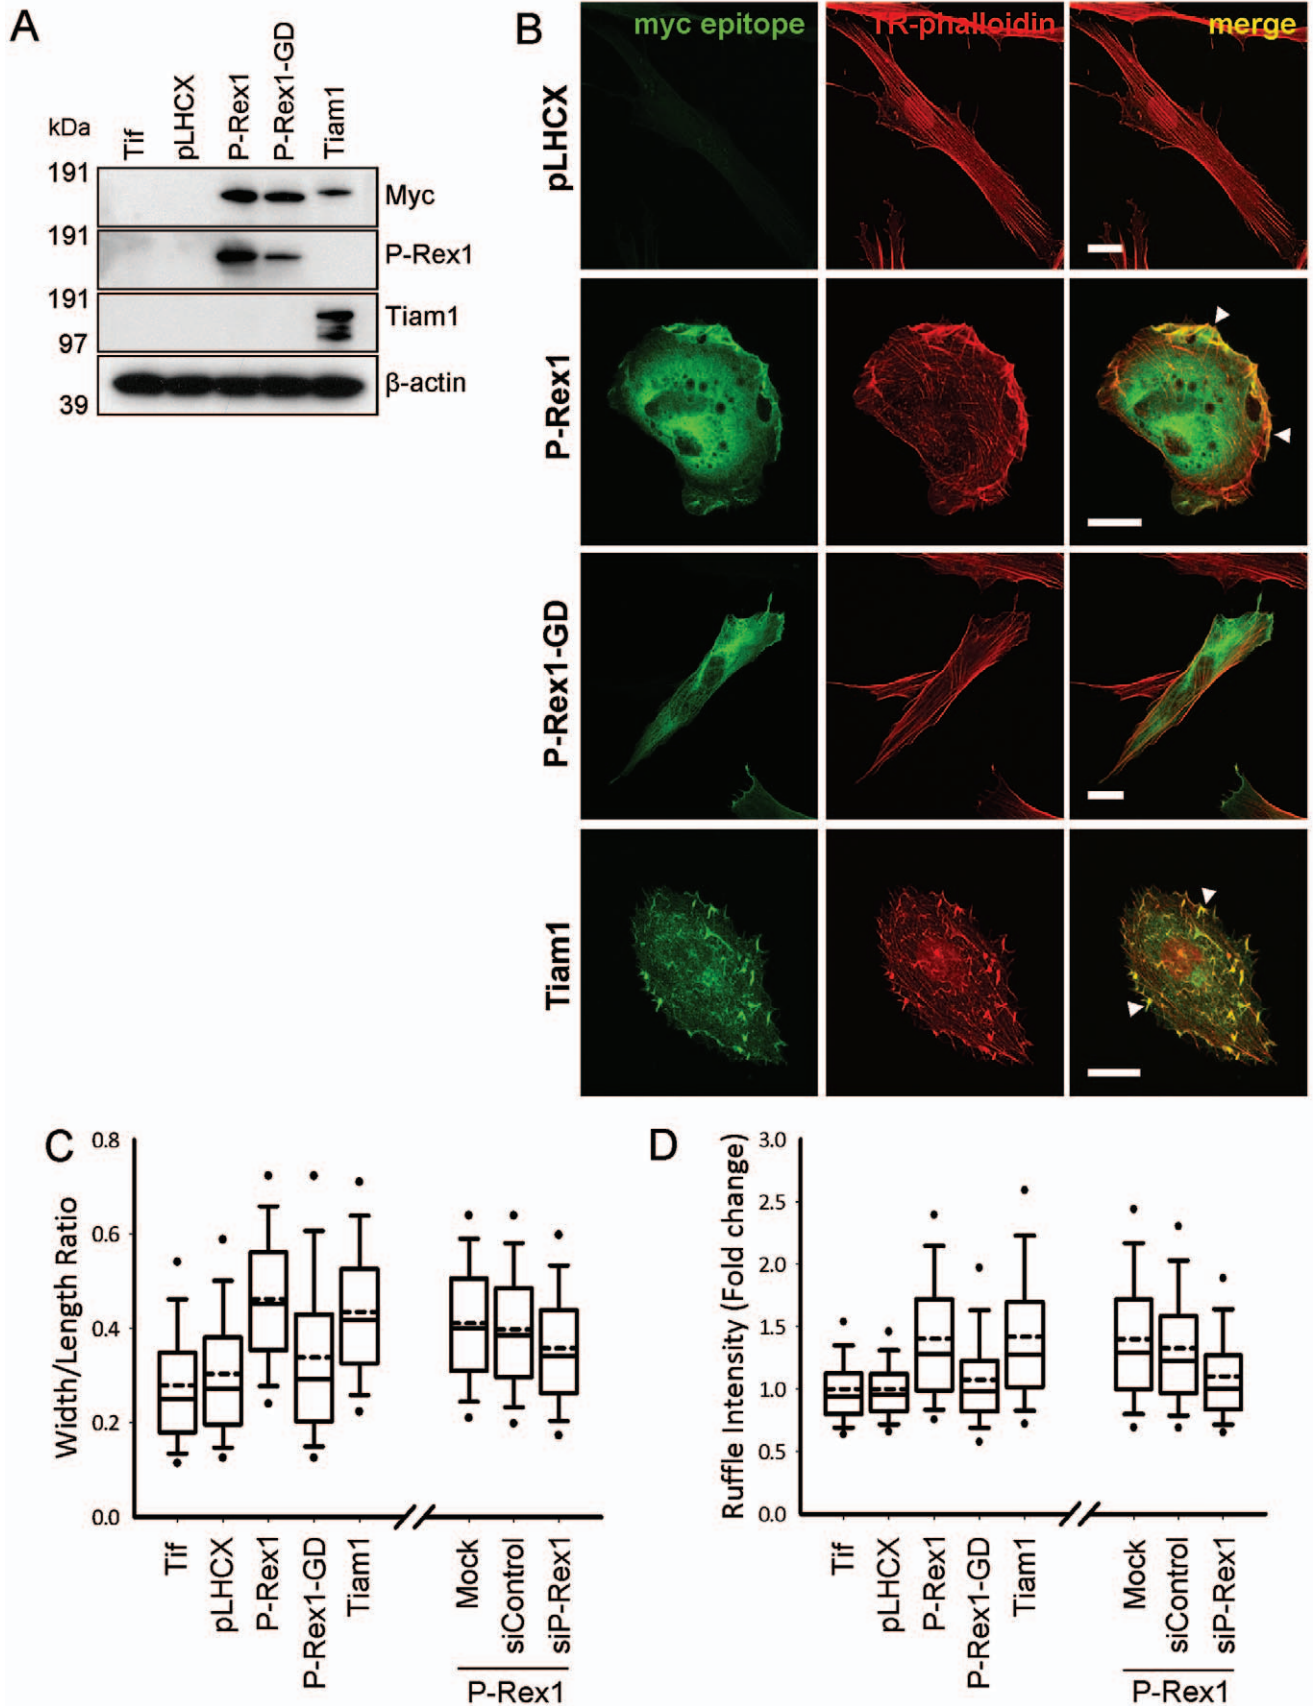 A
kDa
Tif
pLHCX
P-Rex1
P-Rex1-GD
Tiam1
191
Myc
191
P-Rex1
191
Tiam1
97
β-actin
39
B
myc epitope
TR-phalloidin
merge
pLHCX
P-Rex1
P-Rex1-GD
Tiam1
C
Width/Length Ratio
0.8
0.6
0.4
0.2
0.0
Tif
pLHCX
P-Rex1
P-Rex1-GD
Tiam1
Mock
siControl
siP-Rex1
P-Rex1
D
Ruffle Intensity (Fold change)
3.0
2.5
2.0
1.5
1.0
0.5
0.0
Tif
pLHCX
P-Rex1
P-Rex1-GD
Tiam1
Mock
siControl
siP-Rex1
P-Rex1